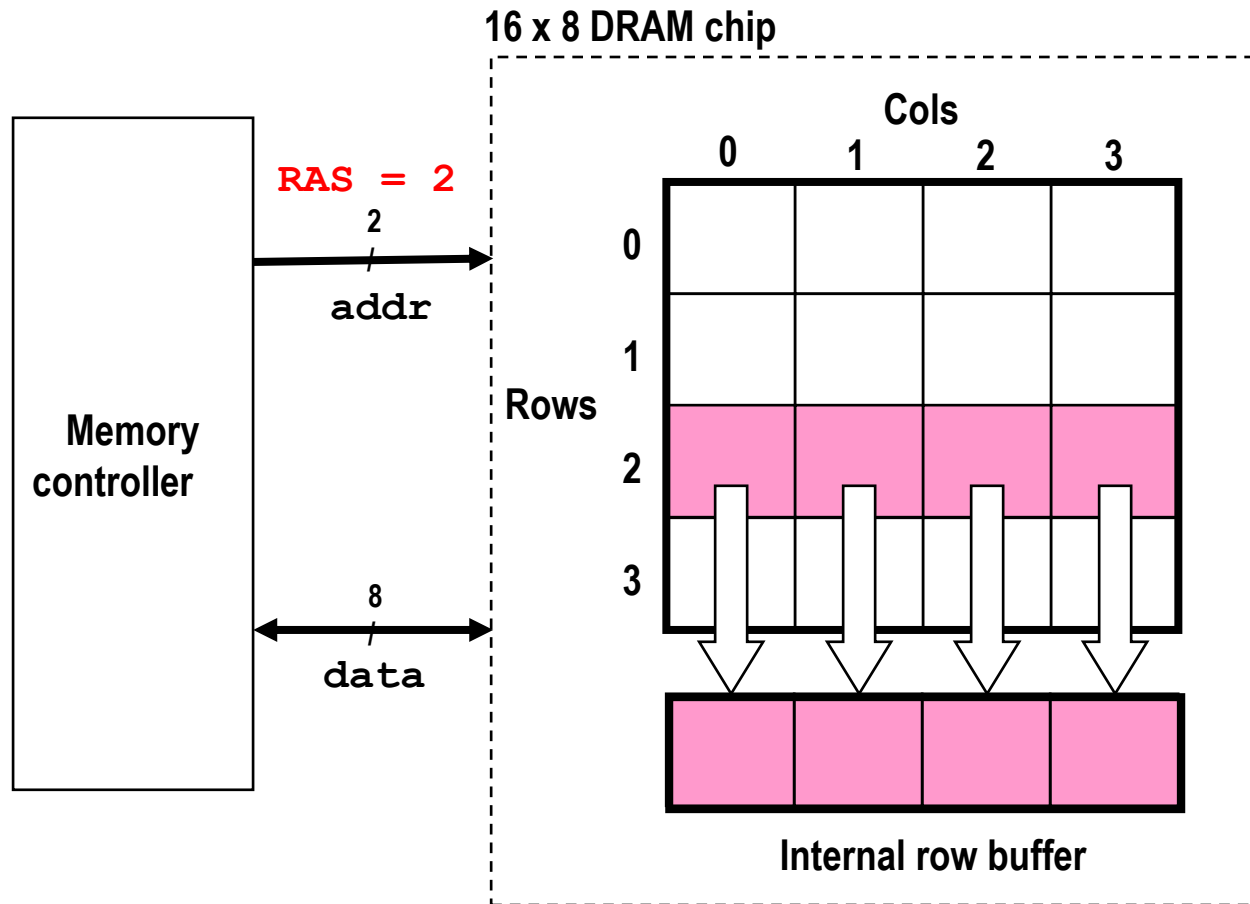 16 x 8 DRAM chip
Cols
0 1 2 3
RAS = 2
2
addr
0
1
Rows
2
3
Memory
controller
8
data
Internal row buffer